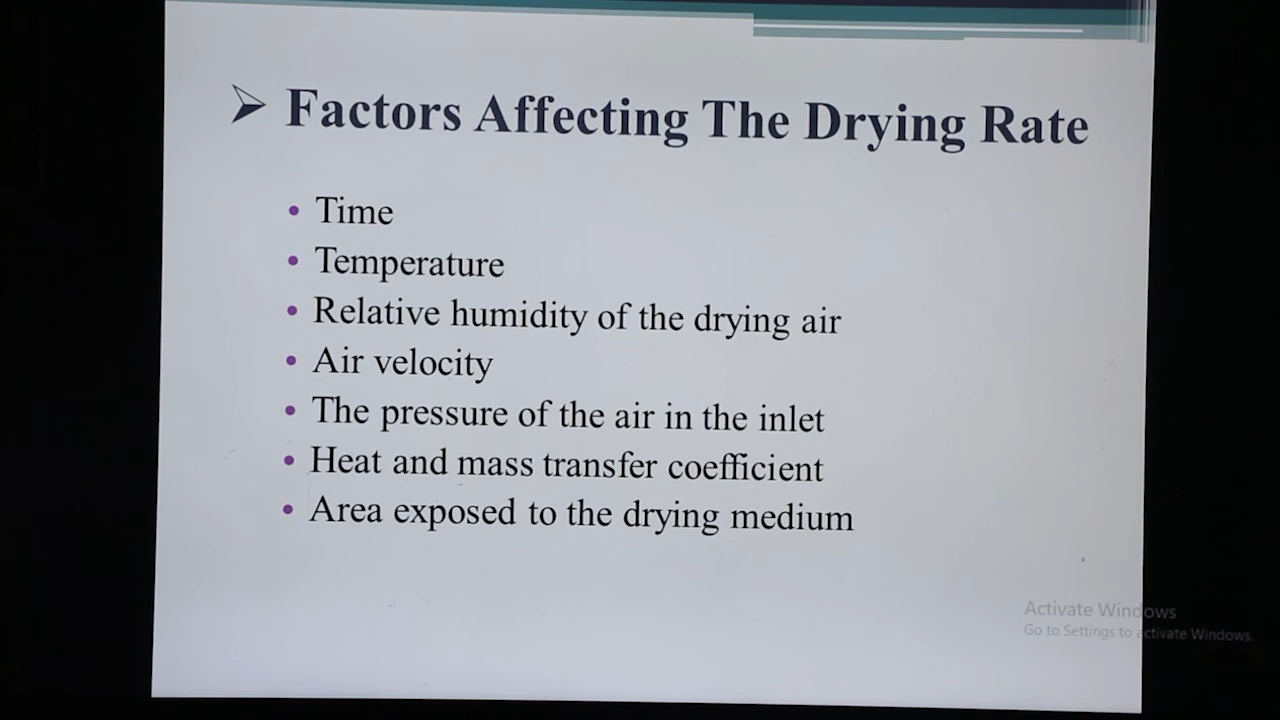 ➢ Factors Affecting The Drying Rate
• Time
• Temperature
• Relative humidity of the drying air
• Air velocity
• The pressure of the air in the inlet
• Heat and mass transfer coefficient
• Area exposed to the drying medium
Activate Windows
Go to Settings to activate Windows.